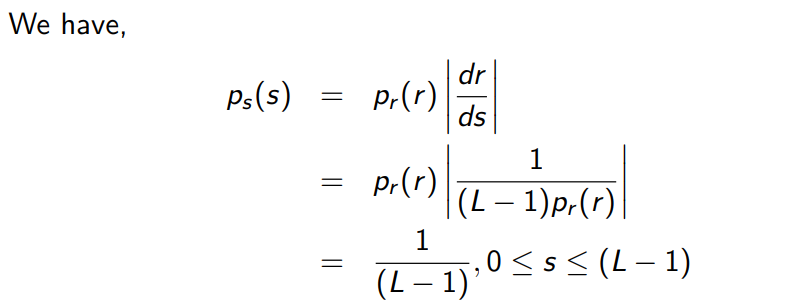 We have,
p_s(s) = p_r(r) |dr/ds|
= p_r(r) |1/((L − 1)p_r(r))|
= 1/(L − 1), 0 ≤ s ≤ (L − 1)